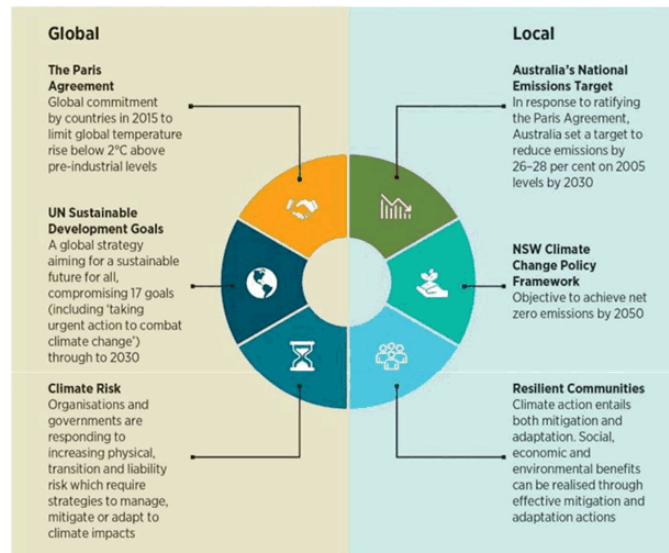 Global
The Paris
Agreement
Global commitment
by countries in 2015 to
limit global temperature
rise below 2°C above
pre-industrial levels
UN Sustainable
Development Goals
A global strategy
aiming for a sustainable
future for all,
compromising 17 goals
(including ‘taking
urgent action to combat
climate change’)
through to 2030
Climate Risk
Organisations and
governments are
responding to
increasing physical,
transition and liability
risk which require
strategies to manage,
mitigate or adapt to
climate impacts
Local
Australia’s National
Emissions Target
In response to ratifying
the Paris Agreement,
Australia set a target to
reduce emissions by
26–28 per cent on 2005
levels by 2030
NSW Climate
Change Policy
Framework
Objective to achieve net
zero emissions by 2050
Resilient Communities
Climate action entails
both mitigation and
adaptation. Social,
economic and
environmental benefits
can be realised through
effective mitigation and
adaptation actions